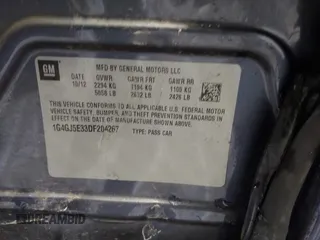 GM
MFD BY GENERAL MOTORS LLC
DATE GVWR GAWR FRT GAWR RR
10/12 2294 KG 1194 KG 1100 KG
5058 LB 2632 LB 2426 LB
THIS VEHICLE CONFORMS TO ALL APPLICABLE U.S. FEDERAL MOTOR
VEHICLE SAFETY, BUMPER, AND THEFT PREVENTION STANDARDS
IN EFFECT ON THE DATE OF MANUFACTURE SHOWN ABOVE.
1G4GJ5E33DF204267 TYPE: PASS CAR
DREAMBID